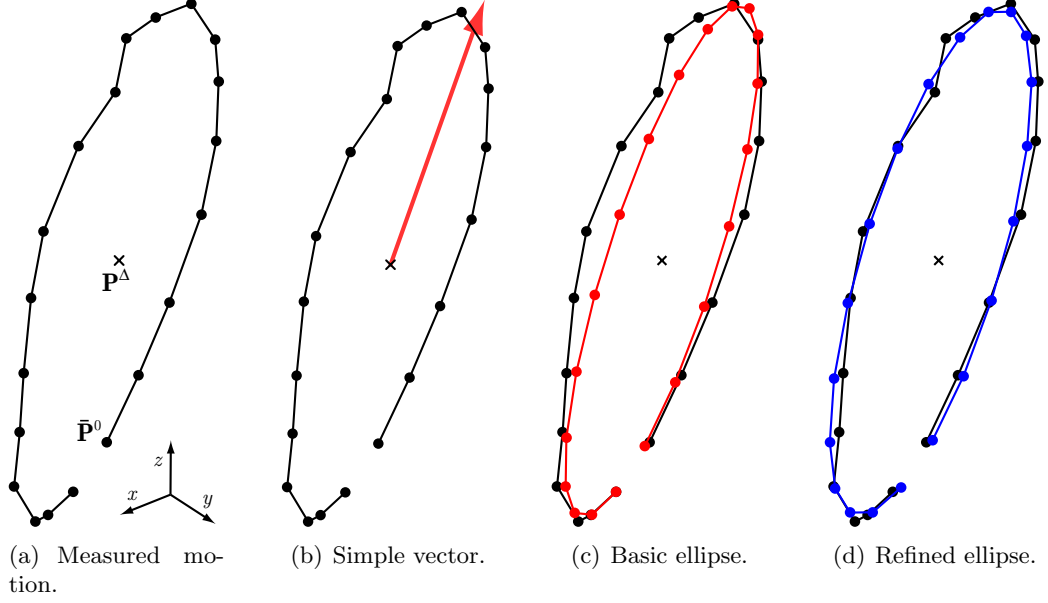 P^Δ
P̄^0
z
x
y
(a) Measured mo-
tion.
(b) Simple vector.
(c) Basic ellipse.
(d) Refined ellipse.